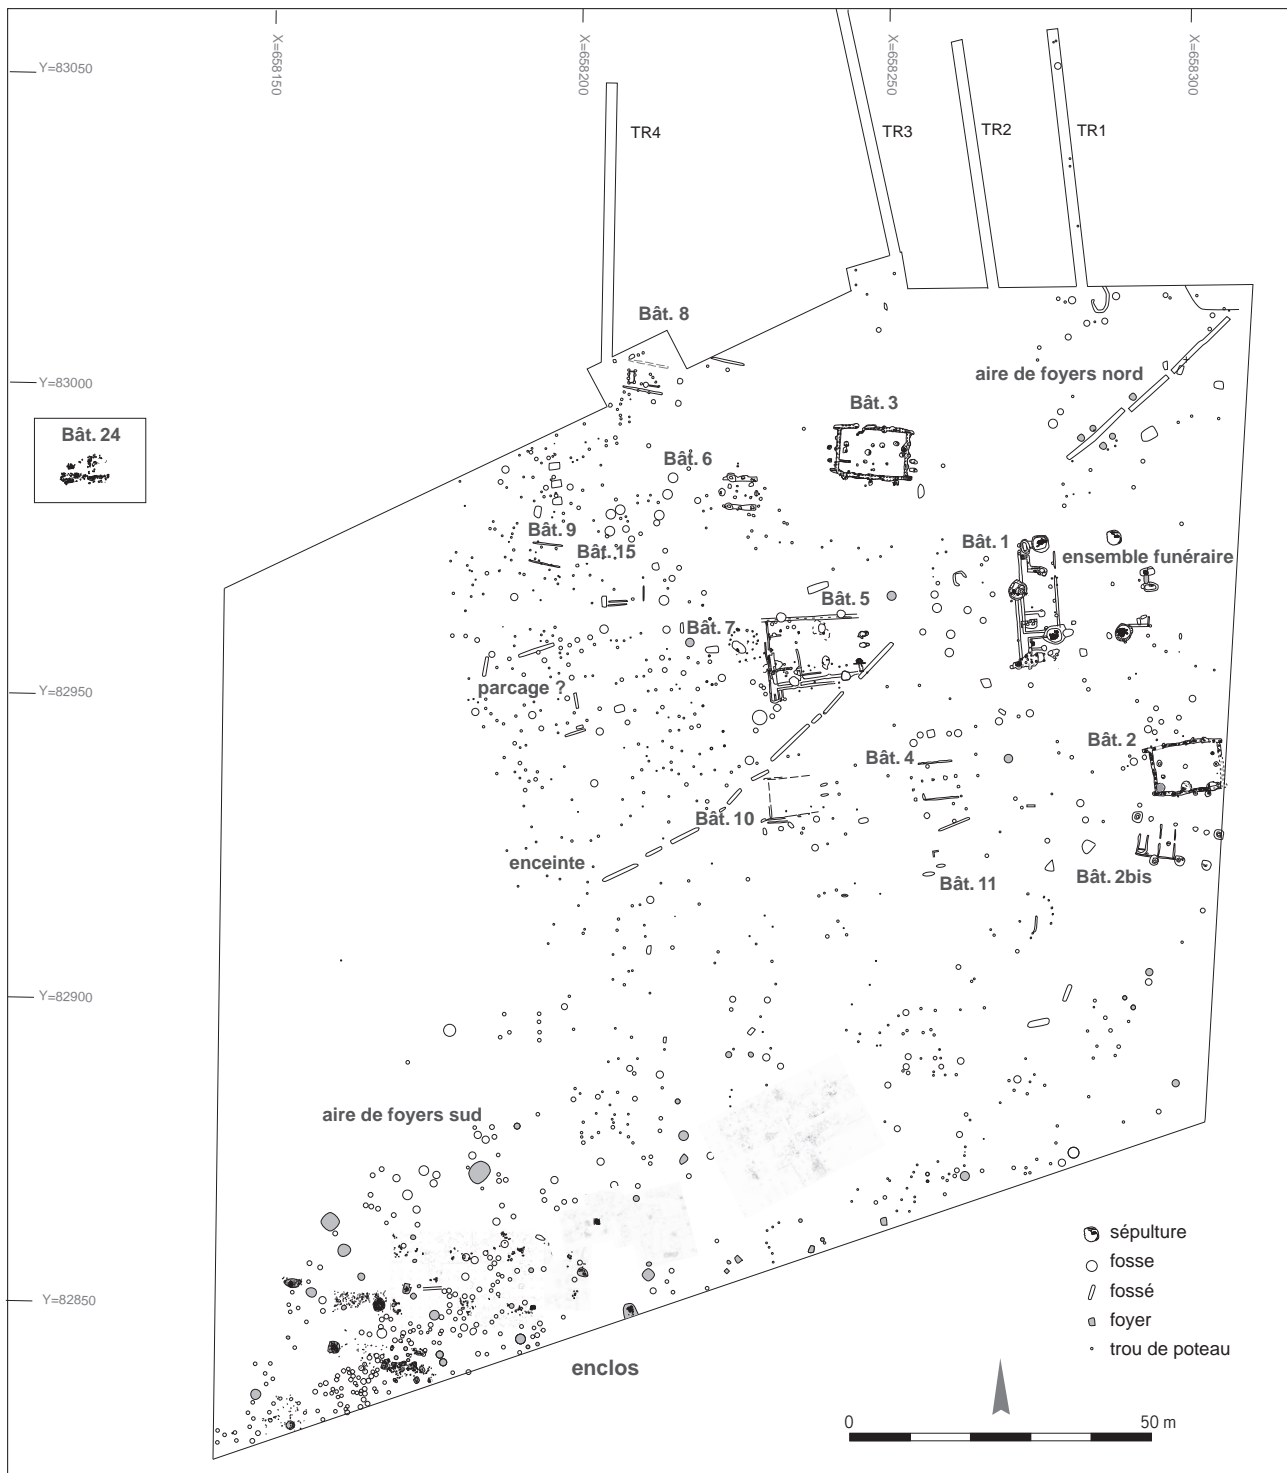 X=658150
X=658200
X=658250
X=658300
Y=83050
TR4
TR3
TR2
TR1
Bât. 8
aire de foyers nord
Y=83000
Bât. 3
Bât. 24
Bât. 6
Bât. 9
Bât. 15
Bât. 1
ensemble funéraire
Bât. 5
Bât. 7
parcage ?
Y=82950
Bât. 2
Bât. 4
Bât. 10
enceinte
Bât. 11
Bât. 2bis
Y=82900
aire de foyers sud
Y=82850
sépulture
fosse
fossé
foyer
trou de poteau
enclos
0
50 m